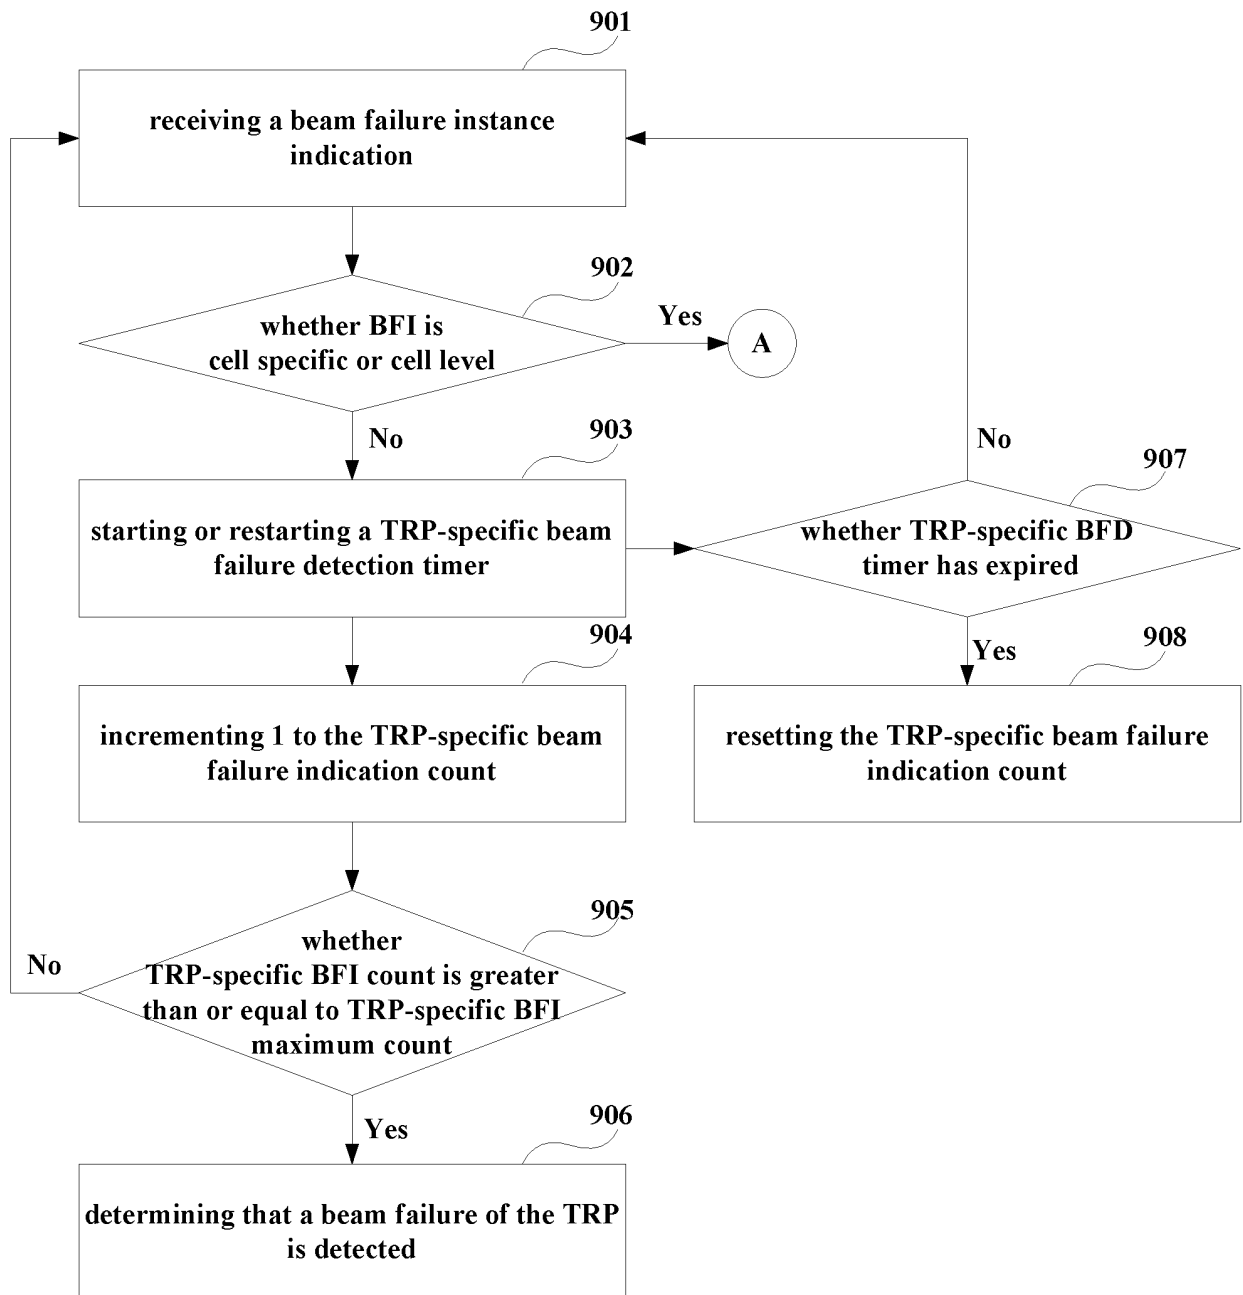 901
receiving a beam failure instance
indication
902
whether BFI is
cell specific or cell level
Yes
A
No
903
starting or restarting a TRP-specific beam
failure detection timer
No
907
whether TRP-specific BFD
timer has expired
904
incrementing 1 to the TRP-specific beam
failure indication count
Yes
908
resetting the TRP-specific beam failure
indication count
905
whether
TRP-specific BFI count is greater
than or equal to TRP-specific BFI
maximum count
No
Yes
906
determining that a beam failure of the TRP
is detected